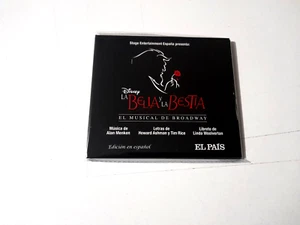 Stage Entertainment España presenta:
Disney
LA BELLA Y LA BESTIA
EL MUSICAL DE BROADWAY
Música de
Alan Menken
Letras de
Howard Ashman y Tim Rice
Libreto de
Linda Woolverton
Edición en español
EL PAÍS